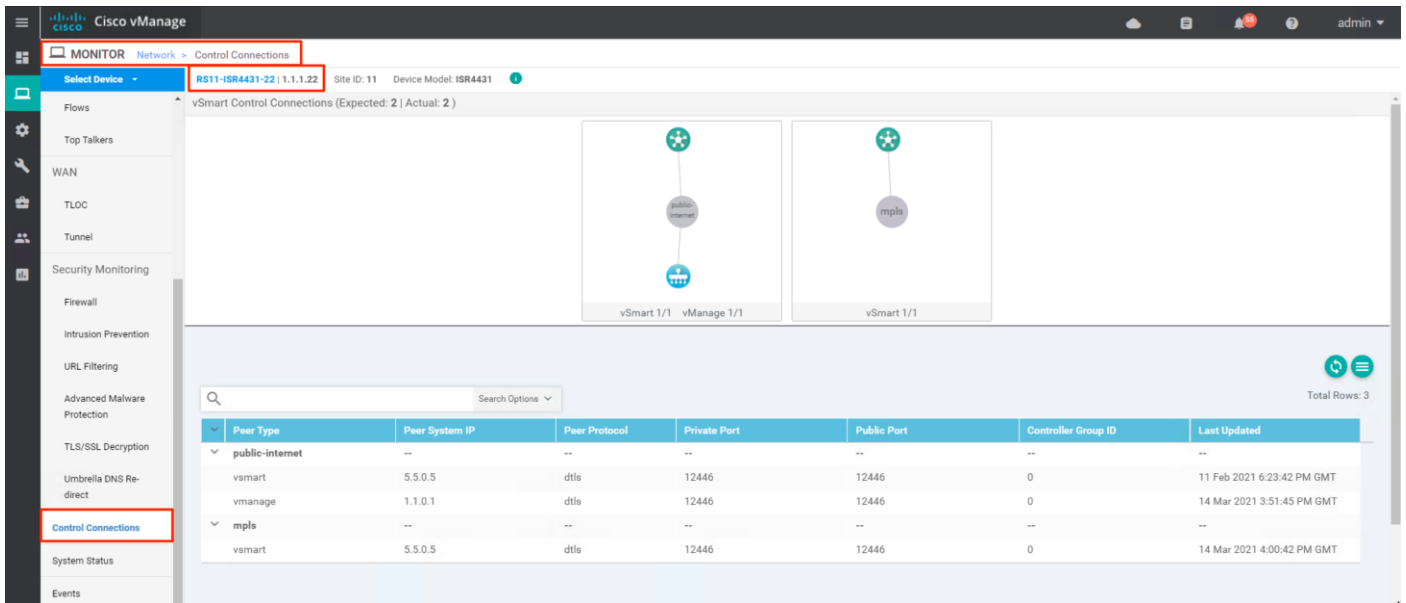 cisco Cisco vManage
58
admin
MONITOR Network > Control Connections
Select Device
RS11-ISR4431-22 | 1.1.1.22 Site ID: 11 Device Model: ISR4431
Flows
Top Talkers
WAN
TLOC
Tunnel
Security Monitoring
Firewall
Intrusion Prevention
URL Filtering
Advanced Malware
Protection
TLS/SSL Decryption
Umbrella DNS Re-
direct
Control Connections
System Status
Events
vSmart Control Connections (Expected: 2 | Actual: 2 )
public-
internet
mpls
vSmart 1/1 vManage 1/1
vSmart 1/1
Search Options
Total Rows: 3
Peer Type Peer System IP Peer Protocol Private Port Public Port Controller Group ID Last Updated
public-internet -- -- -- -- -- --
vsmart 5.5.0.5 dtls 12446 12446 0 11 Feb 2021 6:23:42 PM GMT
vmanage 1.1.0.1 dtls 12446 12446 0 14 Mar 2021 3:51:45 PM GMT
mpls -- -- -- -- -- --
vsmart 5.5.0.5 dtls 12446 12446 0 14 Mar 2021 4:00:42 PM GMT